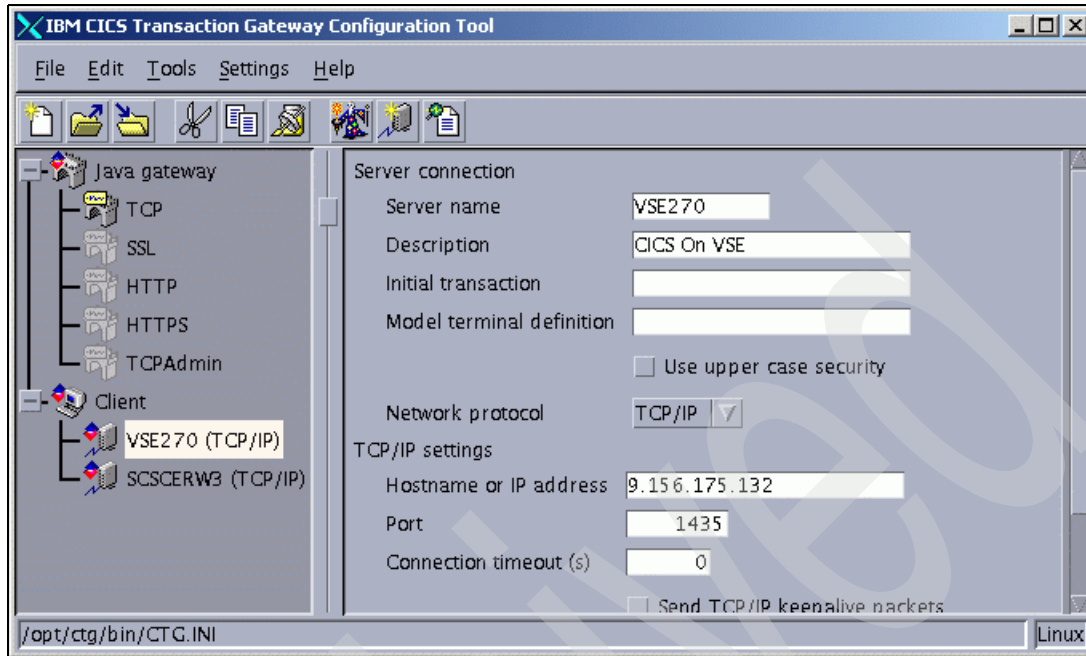 IBM CICS Transaction Gateway Configuration Tool
File Edit Tools Settings Help
Java gateway
TCP
SSL
HTTP
HTTPS
TCPAdmin
Client
VSE270 (TCP/IP)
SCSCERW3 (TCP/IP)
Server connection
Server name VSE270
Description CICS On VSE
Initial transaction
Model terminal definition
Use upper case security
Network protocol TCP/IP
TCP/IP settings
Hostname or IP address 9.156.175.132
Port 1435
Connection timeout (s) 0
Send TCP/IP keepalive packets
/opt/ctg/bin/CTG.INI Linux